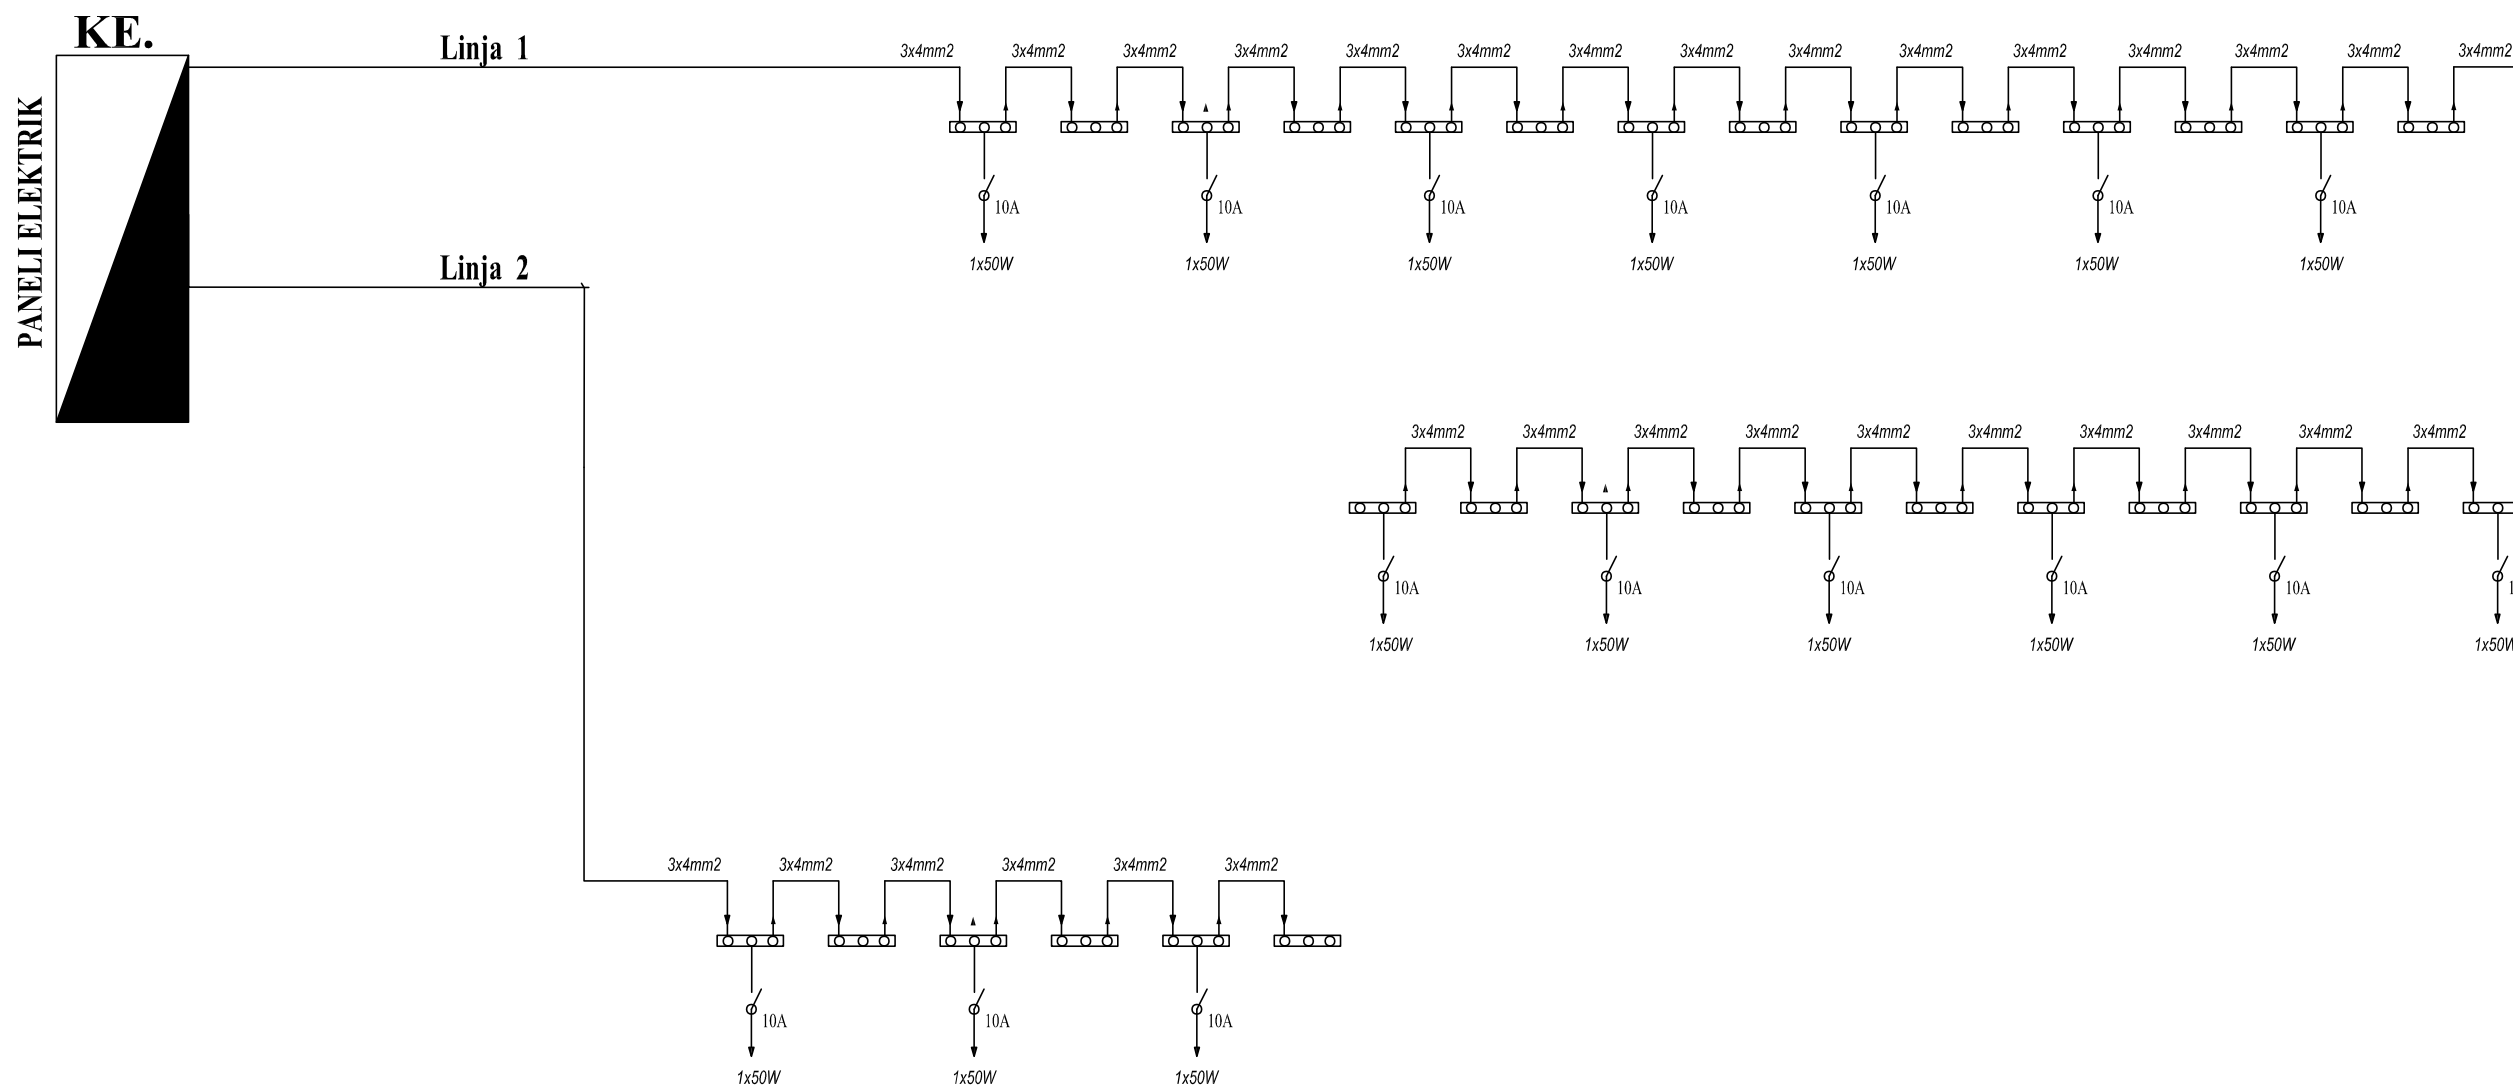 KE.
PANELI ELEKTRIK
Linja 1
3x4mm2 3x4mm2 3x4mm2 3x4mm2 3x4mm2 3x4mm2 3x4mm2 3x4mm2 3x4mm2 3x4mm2 3x4mm2 3x4mm2 3x4mm2 3x4mm2 3x4mm2
10A 10A 10A 10A 10A 10A 10A
1x50W 1x50W 1x50W 1x50W 1x50W 1x50W 1x50W
Linja 2
3x4mm2 3x4mm2 3x4mm2 3x4mm2 3x4mm2 3x4mm2 3x4mm2 3x4mm2 3x4mm2 3x4mm2
10A 10A 10A 10A 10A
1x50W 1x50W 1x50W 1x50W 1x50W 1x50W
3x4mm2 3x4mm2 3x4mm2 3x4mm2 3x4mm2 3x4mm2
10A 10A 10A
1x50W 1x50W 1x50W